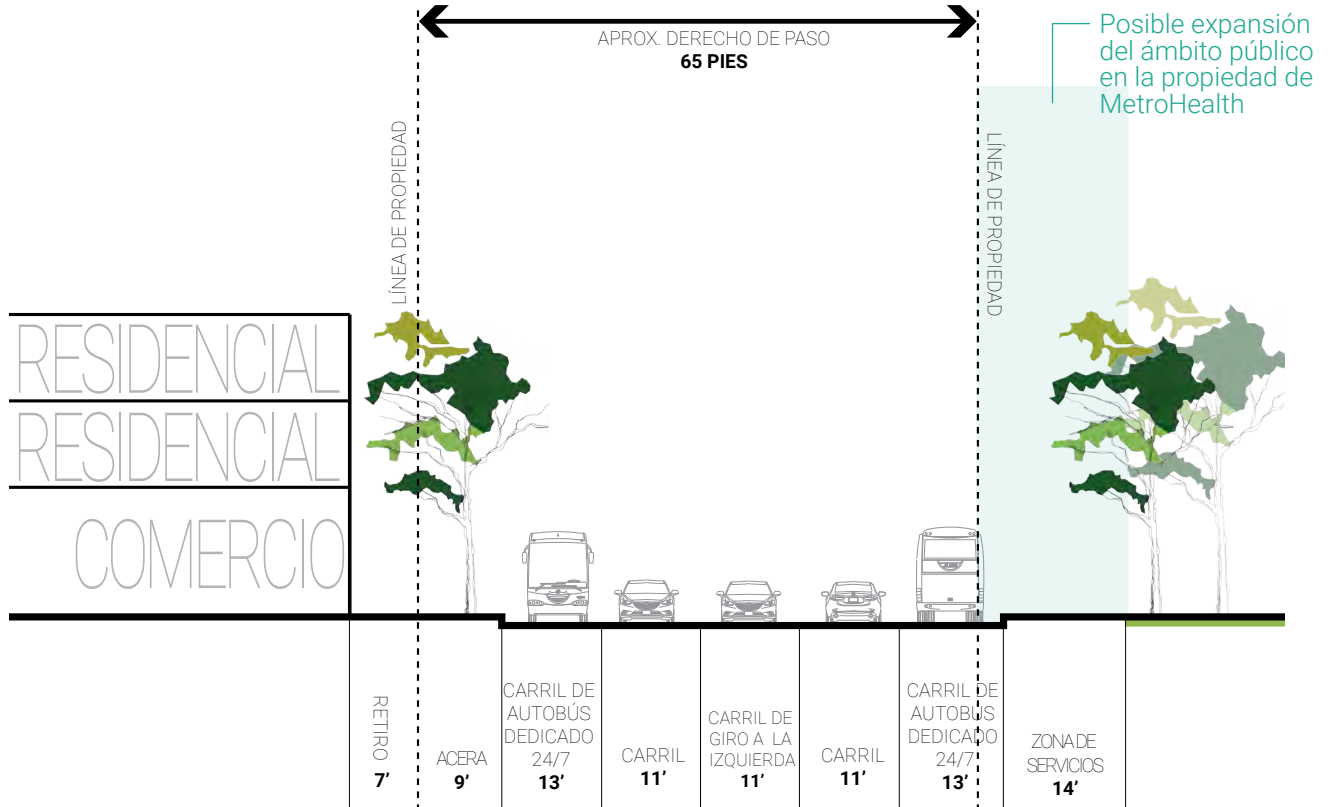 APROX. DERECHO DE PASO
65 PIES
Posible expansión
del ámbito público
en la propiedad de
MetroHealth
LÍNEA DE PROPIEDAD
LÍNEA DE PROPIEDAD
RESIDENCIAL
RESIDENCIAL
COMERCIO
RETIRO
7'
ACERA
9'
CARRIL DE
AUTOBÚS
DEDICADO
24/7
13'
CARRIL
11'
CARRIL DE
GIRO A LA
IZQUIERDA
11'
CARRIL
11'
CARRIL DE
AUTOBÚS
DEDICADO
24/7
13'
ZONA DE
SERVICIOS
14'